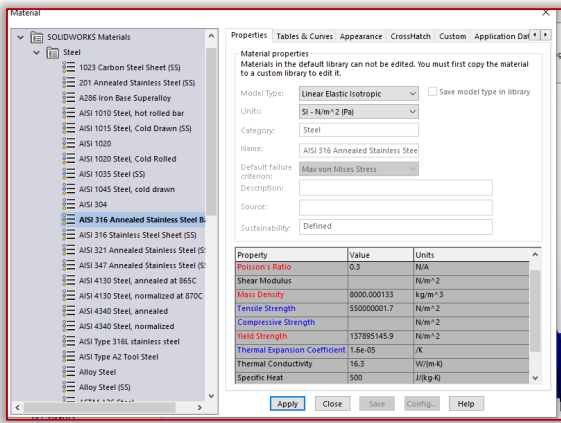 Material
SOLIDWORKS Materials
Steel
1023 Carbon Steel Sheet (SS)
201 Annealed Stainless Steel (SS)
A286 Iron Base Superalloy
AISI 1010 Steel, hot rolled bar
AISI 1015 Steel, Cold Drawn (SS)
AISI 1020
AISI 1020 Steel, Cold Rolled
AISI 1035 Steel (SS)
AISI 1045 Steel, cold drawn
AISI 304
AISI 316 Annealed Stainless Steel Ba
AISI 316 Stainless Steel Sheet (SS)
AISI 321 Annealed Stainless Steel (S
AISI 347 Annealed Stainless Steel (S
AISI 4130 Steel, annealed at 865C
AISI 4130 Steel, normalized at 870C
AISI 4340 Steel, annealed
AISI 4340 Steel, normalized
AISI Type 316L stainless steel
AISI Type A2 Tool Steel
Alloy Steel
Alloy Steel (SS)
Properties Tables & Curves Appearance CrossHatch Custom Application Dat
Material properties
Materials in the default library can not be edited. You must first copy the material
to a custom library to edit it.
Model Type: Linear Elastic Isotropic Save model type in library
Units: SI - N/m^2 (Pa)
Category: Steel
Name: AISI 316 Annealed Stainless Stee
Default failure
criterion: Max von Mises Stress
Description:
Source:
Sustainability: Defined
Property Value Units
Poisson's Ratio 0.3 N/A
Shear Modulus N/m^2
Mass Density 8000.000133 kg/m^3
Tensile Strength 550000001.7 N/m^2
Compressive Strength N/m^2
Yield Strength 137895145.9 N/m^2
Thermal Expansion Coefficient 1.6e-05 /K
Thermal Conductivity 16.3 W/(m·K)
Specific Heat 500 J/(kg·K)
Apply Close Save Config... Help